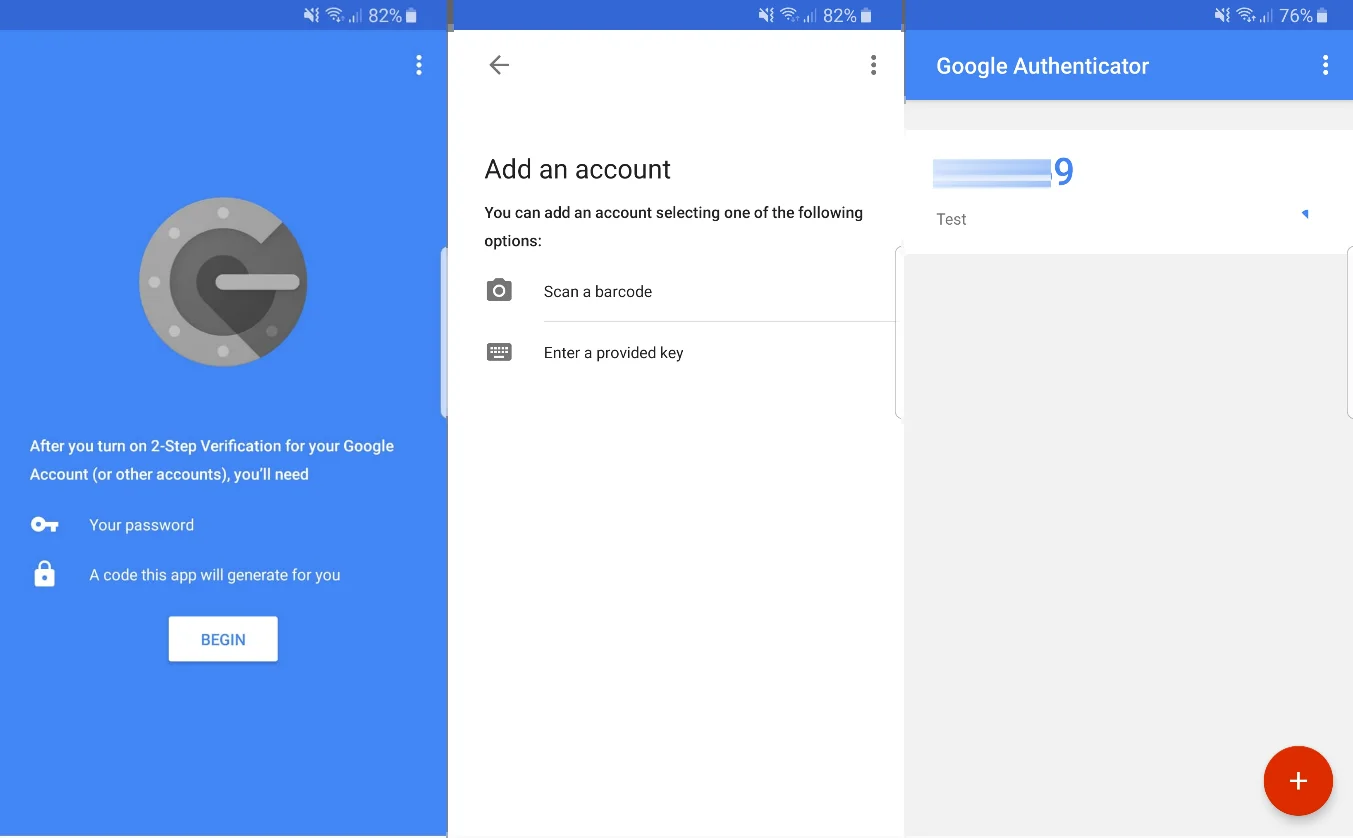 82%
After you turn on 2-Step Verification for your Google
Account (or other accounts), you’ll need
Your password
A code this app will generate for you
BEGIN
82%
Add an account
You can add an account selecting one of the following
options:
Scan a barcode
Enter a provided key
76%
Google Authenticator
9
Test